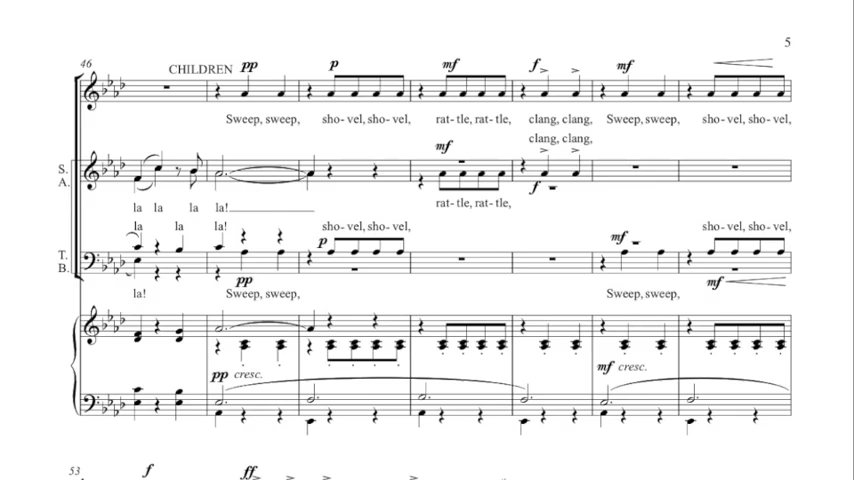 5
46
CHILDREN pp p mf f mf
Sweep, sweep, sho- vel, sho- vel, rat- tle, rat- tle, clang, clang, Sweep, sweep, sho- vel, sho- vel,
clang, clang,
mf
S.
A.
f
la la la la! rat- tle, rat- tle,
la la la! sho- vel, sho- vel, sho- vel, sho- vel,
p mf
T.
B.
pp mf
la! Sweep, sweep, Sweep, sweep,
pp cresc. mf cresc.
53 f ff